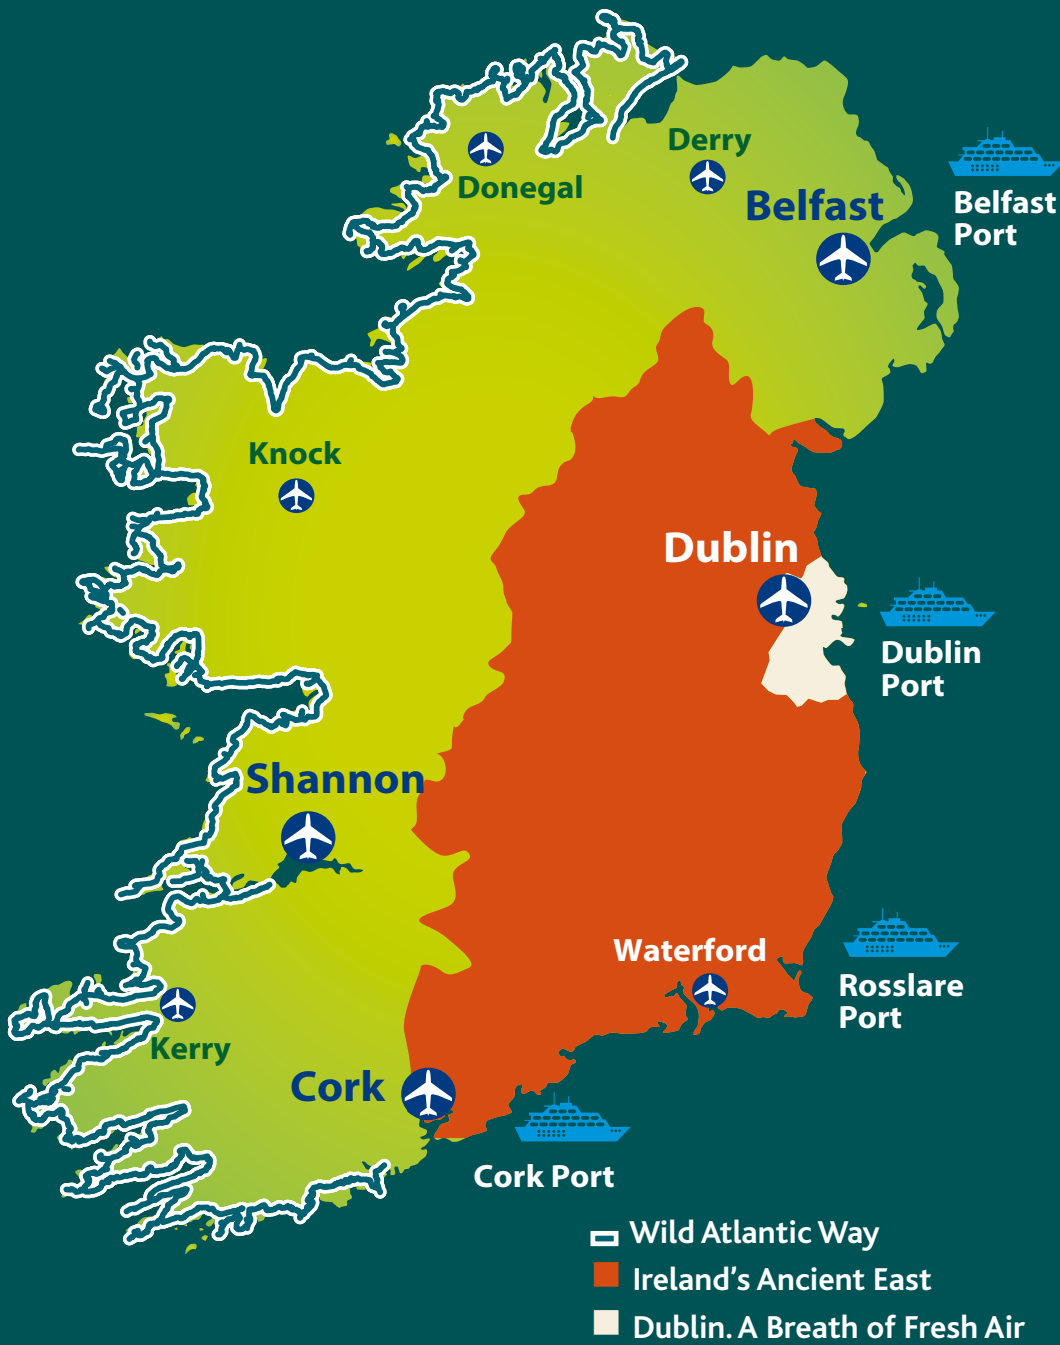 Derry
Donegal
Belfast
Belfast
Port
Knock
Dublin
Dublin
Port
Shannon
Waterford
Rosslare
Port
Kerry
Cork
Cork Port
Wild Atlantic Way
Ireland's Ancient East
Dublin. A Breath of Fresh Air